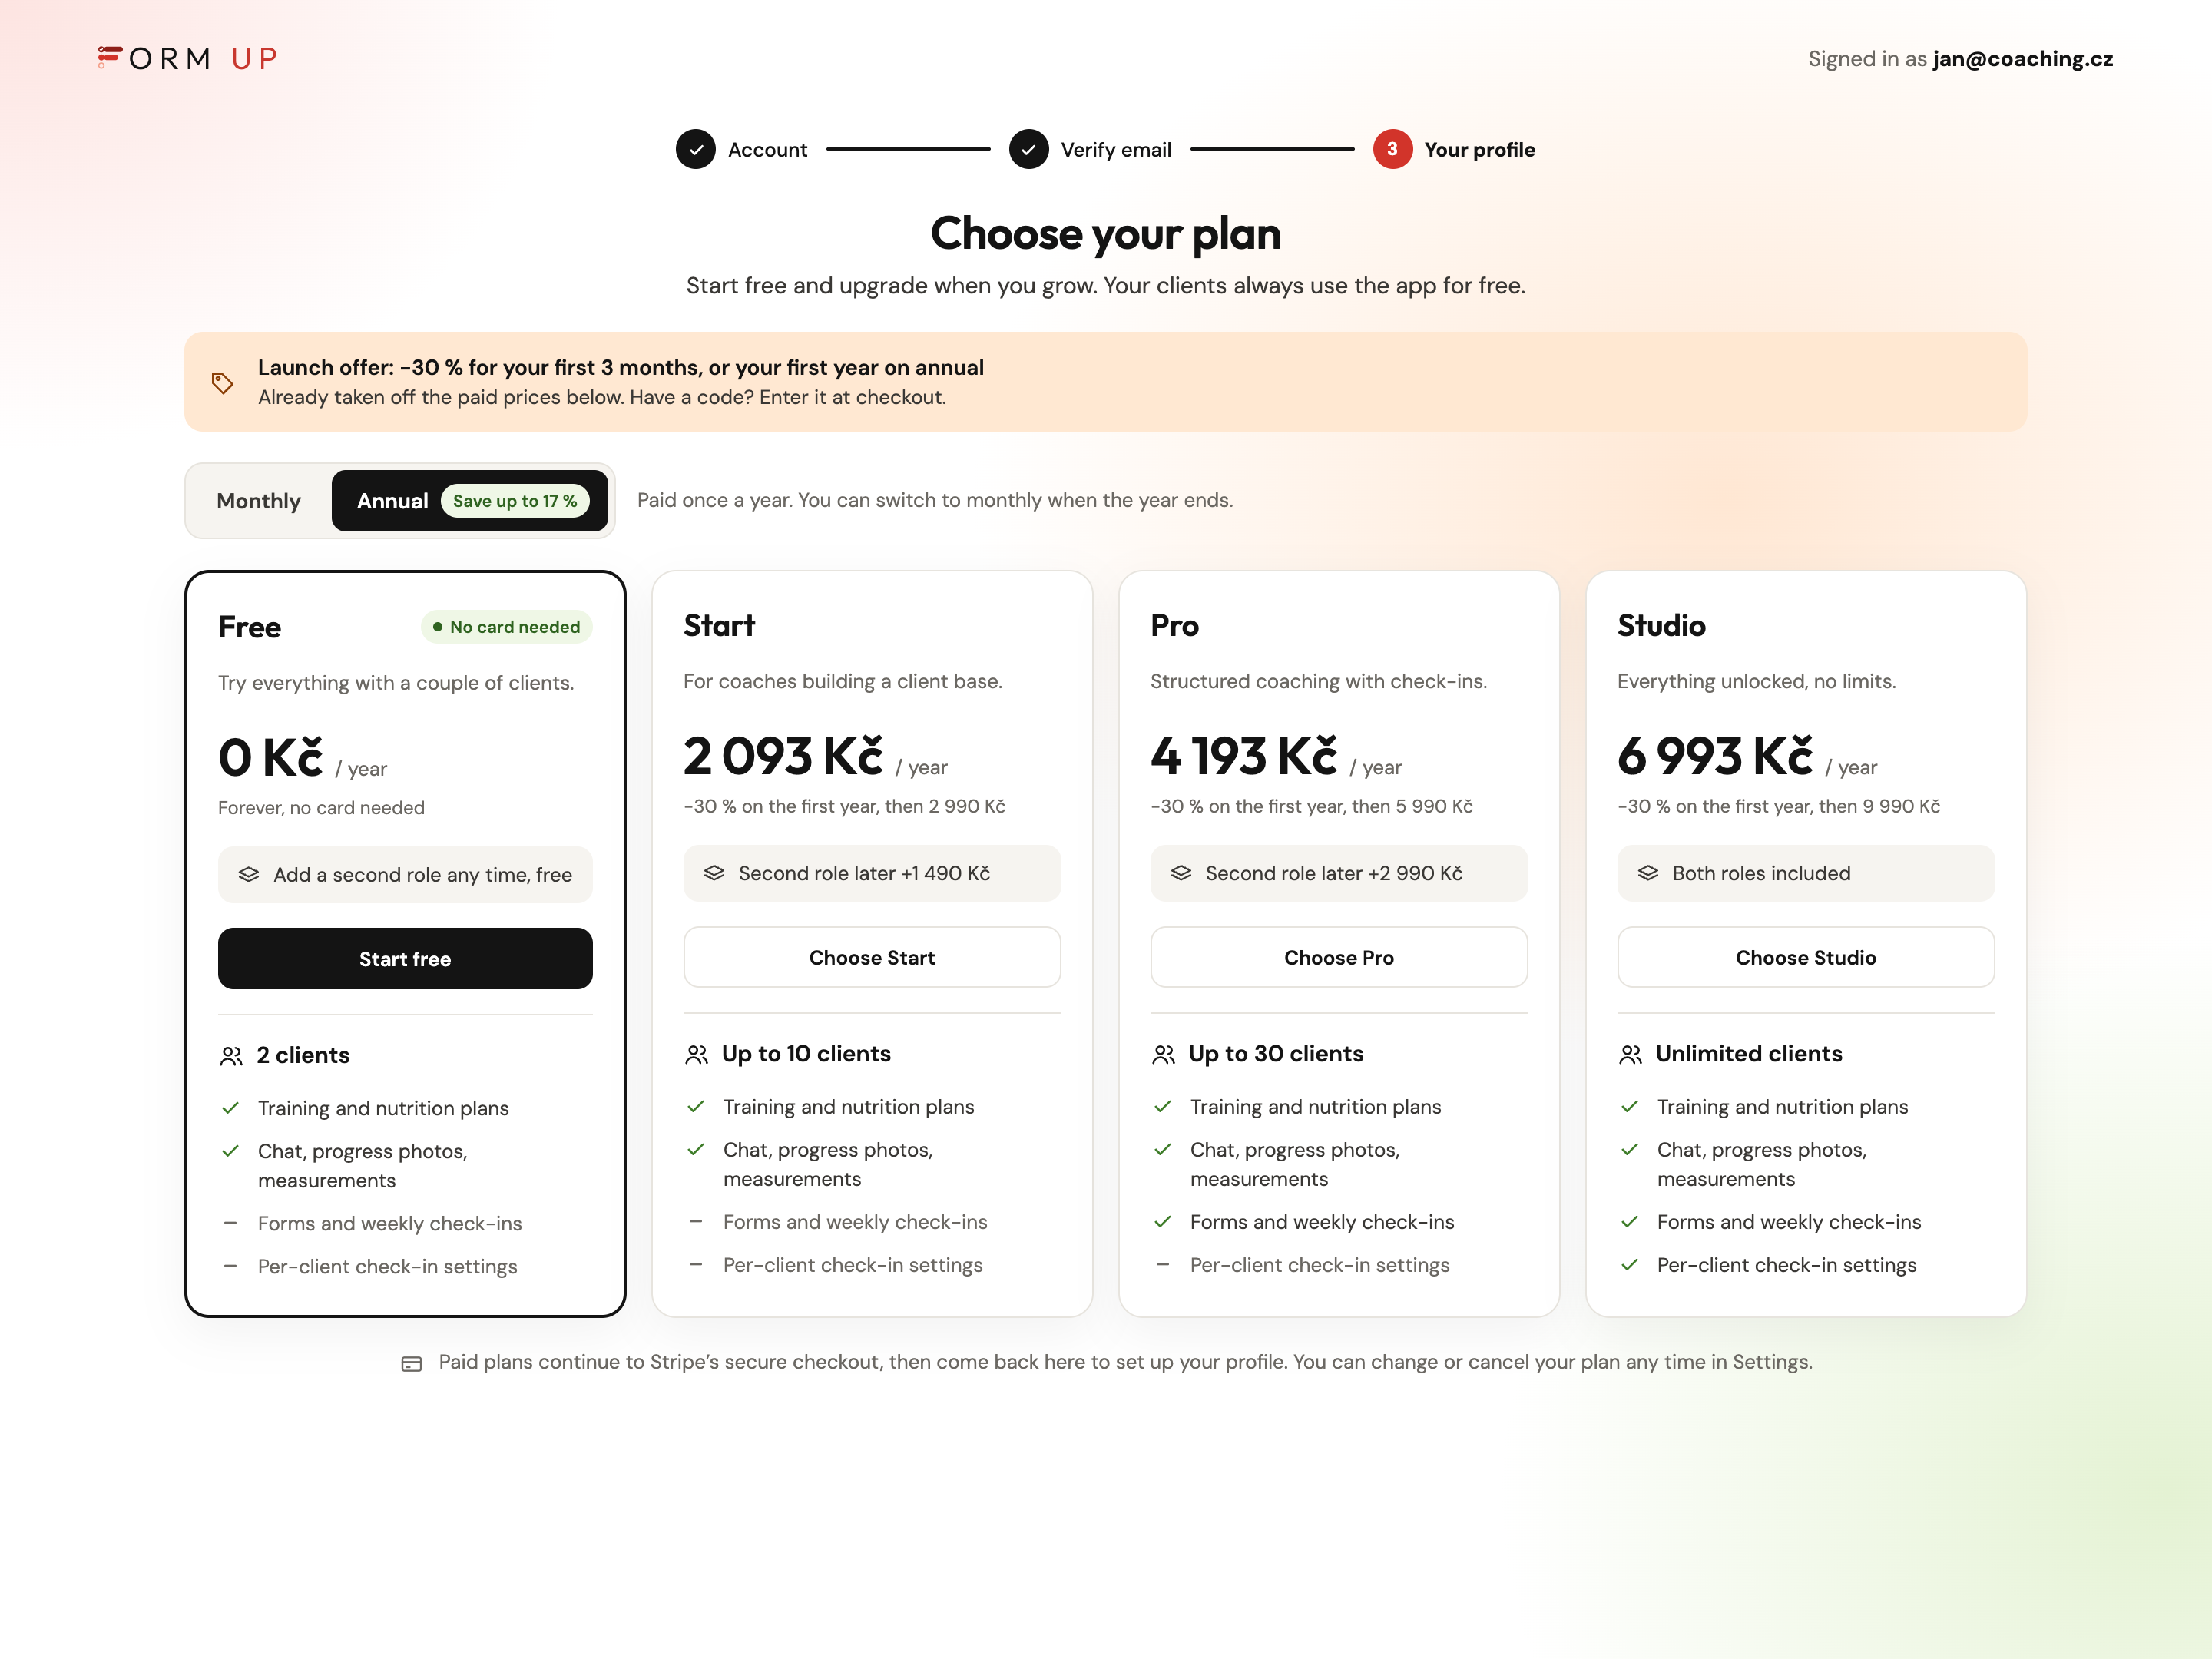 FORM UP
Signed in as jan@coaching.cz
Account
Verify email
3 Your profile
Choose your plan
Start free and upgrade when you grow. Your clients always use the app for free.
Launch offer: −30 % for your first 3 months, or your first year on annual
Already taken off the paid prices below. Have a code? Enter it at checkout.
Monthly
Annual Save up to 17 %
Paid once a year. You can switch to monthly when the year ends.
Free
No card needed
Try everything with a couple of clients.
0 Kč / year
Forever, no card needed
Add a second role any time, free
Start free
2 clients
Training and nutrition plans
Chat, progress photos,
measurements
Forms and weekly check-ins
Per-client check-in settings
Start
For coaches building a client base.
2 093 Kč / year
−30 % on the first year, then 2 990 Kč
Second role later +1 490 Kč
Choose Start
Up to 10 clients
Training and nutrition plans
Chat, progress photos,
measurements
Forms and weekly check-ins
Per-client check-in settings
Pro
Structured coaching with check-ins.
4 193 Kč / year
−30 % on the first year, then 5 990 Kč
Second role later +2 990 Kč
Choose Pro
Up to 30 clients
Training and nutrition plans
Chat, progress photos,
measurements
Forms and weekly check-ins
Per-client check-in settings
Studio
Everything unlocked, no limits.
6 993 Kč / year
−30 % on the first year, then 9 990 Kč
Both roles included
Choose Studio
Unlimited clients
Training and nutrition plans
Chat, progress photos,
measurements
Forms and weekly check-ins
Per-client check-in settings
Paid plans continue to Stripe’s secure checkout, then come back here to set up your profile. You can change or cancel your plan any time in Settings.